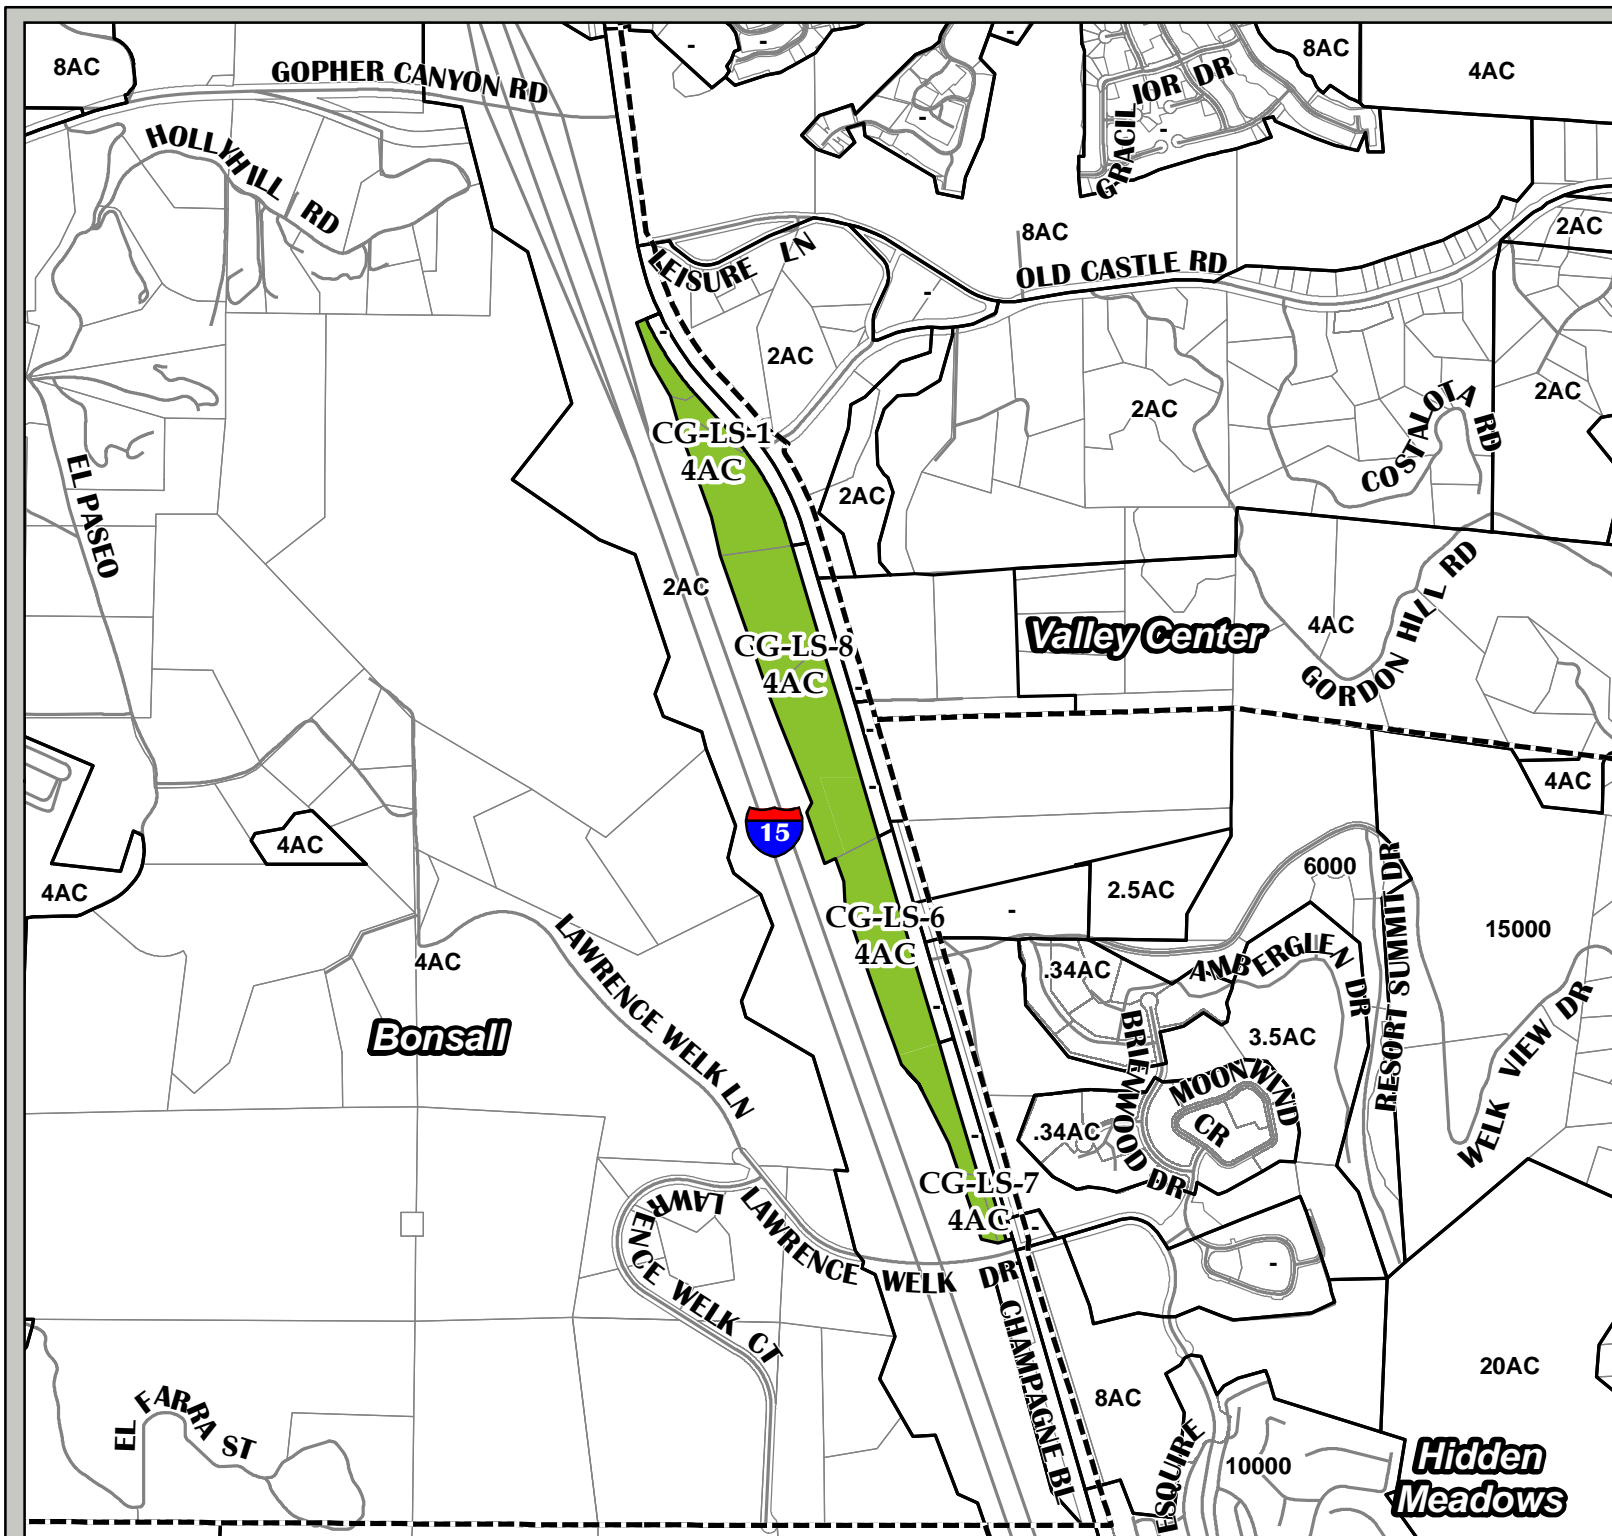 8AC
GOPHER CANYON RD
-
-
-
8AC
4AC
HOLLYHILL RD
-
GRACILIOR DR
-
8AC
2AC
LEISURE LN
OLD CASTLE RD
-
-
2AC
2AC
2AC
COSTALOTA RD
CG-LS-1
4AC
EL PASEO
2AC
2AC
GORDON HILL RD
4AC
Valley Center
CG-LS-8
4AC
-
-
4AC
-
15
4AC
4AC
6000
RESORT SUMMIT DR
2.5AC
-
15000
CG-LS-6
4AC
LAWRENCE WELK LN
4AC
.34AC
AMBERGLEN DR
-
BRIENWOOD DR
3.5AC
WELK VIEW DR
Bonsall
MOONWIND CR
.34AC
-
CG-LS-7
4AC
-
LAWRENCE WELK CT
LAWRENCE WELK DR
-
CHAMPAGNE BL
8AC
20AC
EL FARRA ST
ESQUIRE
10000
Hidden
Meadows